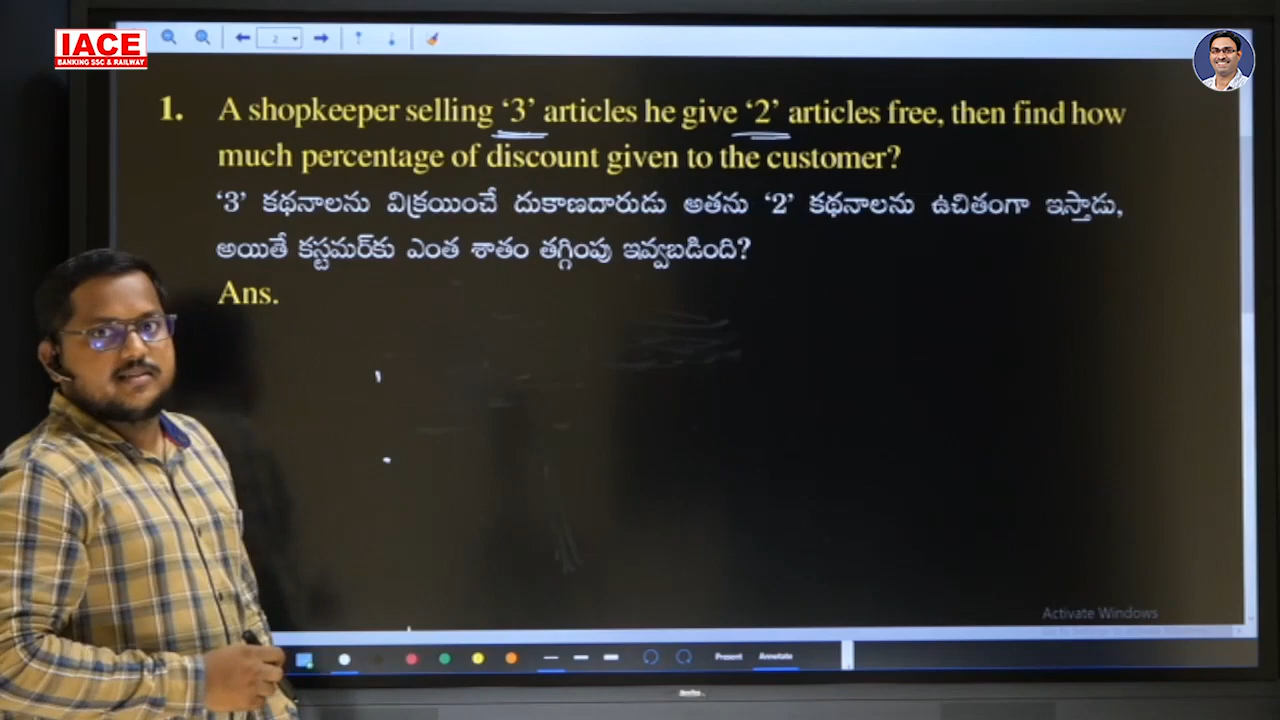 IACE
BANKING SSC & RAILWAY
2
1. A shopkeeper selling ‘3’ articles he give ‘2’ articles free, then find how
much percentage of discount given to the customer?
‘3’ కథనాలను విక్రయించే దుకాణదారుడు అతను ‘2’ కథనాలను ఉచితంగా ఇస్తాడు,
అయితే కస్టమర్‌కు ఎంత శాతం తగ్గింపు ఇవ్వబడింది?
Ans.
Activate Windows
Present Annotate